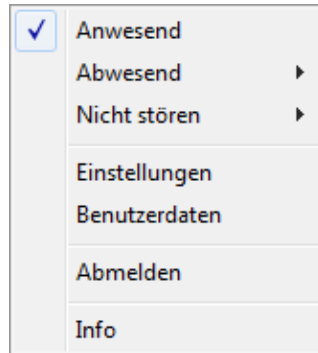 Anwesend
Abwesend
Nicht stören
Einstellungen
Benutzerdaten
Abmelden
Info